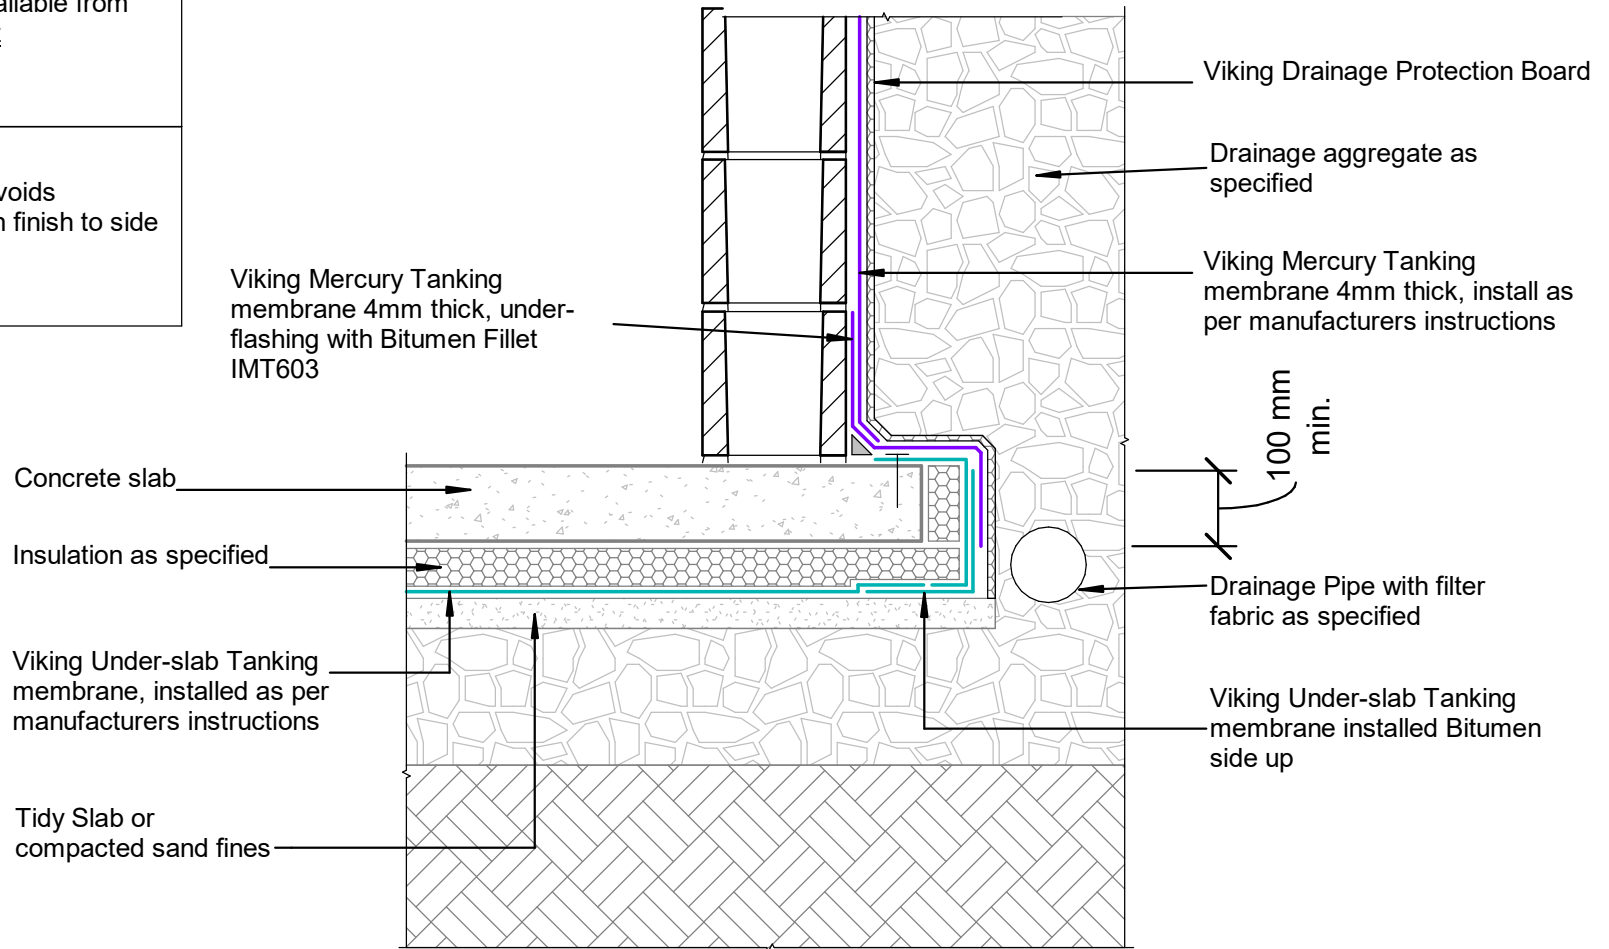 ailable from
voids
n finish to side
Viking Drainage Protection Board
Drainage aggregate as
specified
Viking Mercury Tanking
membrane 4mm thick, install as
per manufacturers instructions
Viking Mercury Tanking
membrane 4mm thick, under-
flashing with Bitumen Fillet
IMT603
100 mm
min.
Concrete slab
Insulation as specified
Drainage Pipe with filter
fabric as specified
Viking Under-slab Tanking
membrane, installed as per
manufacturers instructions
Viking Under-slab Tanking
membrane installed Bitumen
side up
Tidy Slab or
compacted sand fines